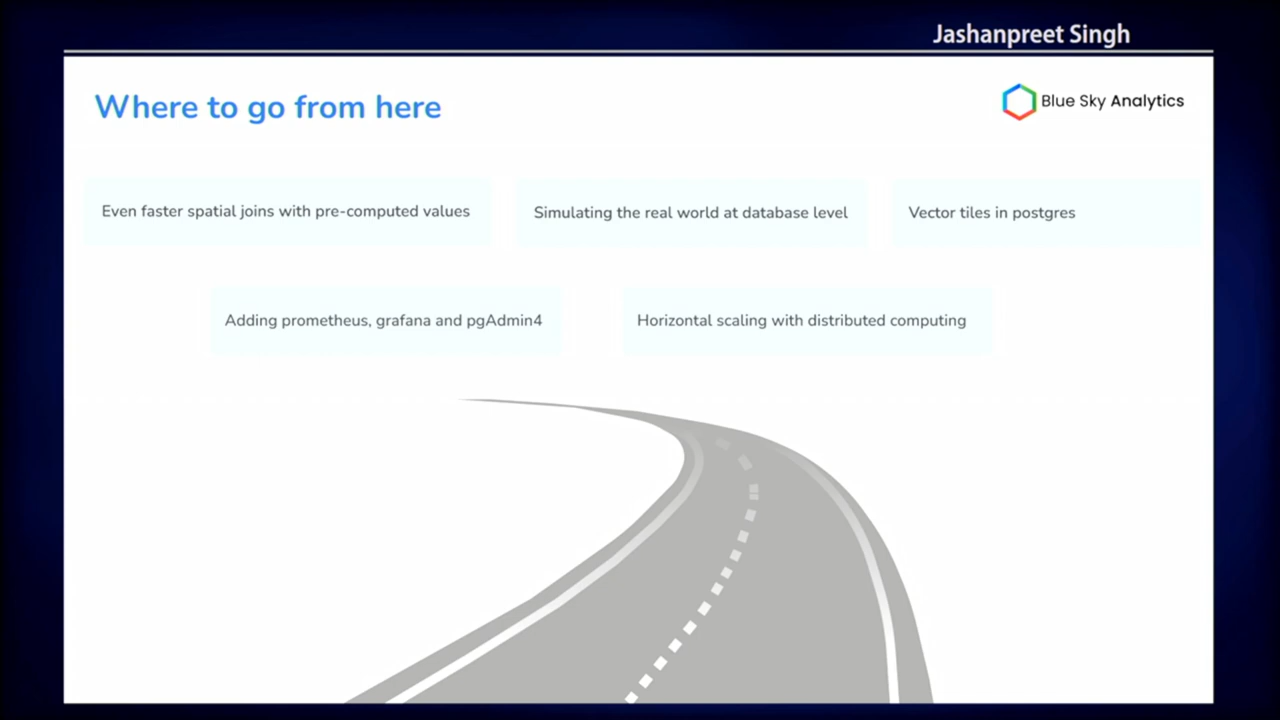 Jashanpreet Singh
Where to go from here
Blue Sky Analytics
Even faster spatial joins with pre-computed values
Simulating the real world at database level
Vector tiles in postgres
Adding prometheus, grafana and pgAdmin4
Horizontal scaling with distributed computing